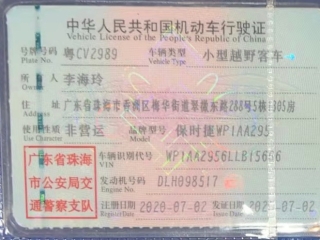 中华人民共和国机动车行驶证
Vehicle License of the People's Republic of China
号牌号码 粤CV2989 车辆类型 小型越野客车
Plate No. Vehicle Type
所有人 李海玲
Owner
住址 广东省珠海市香洲区梅华街道翠微东路288号5栋1305房
Address
使用性质 非营运 品牌型号 保时捷WP1AA295
Use Character Model
广东省珠海
市公安局交
通警察支队
车辆识别代号 WP1AA2956LLB15656
VIN
发动机号码 DLH098517
Engine No.
注册日期 2020-07-02 发证日期 2020-07-02
Register Date Issue Date